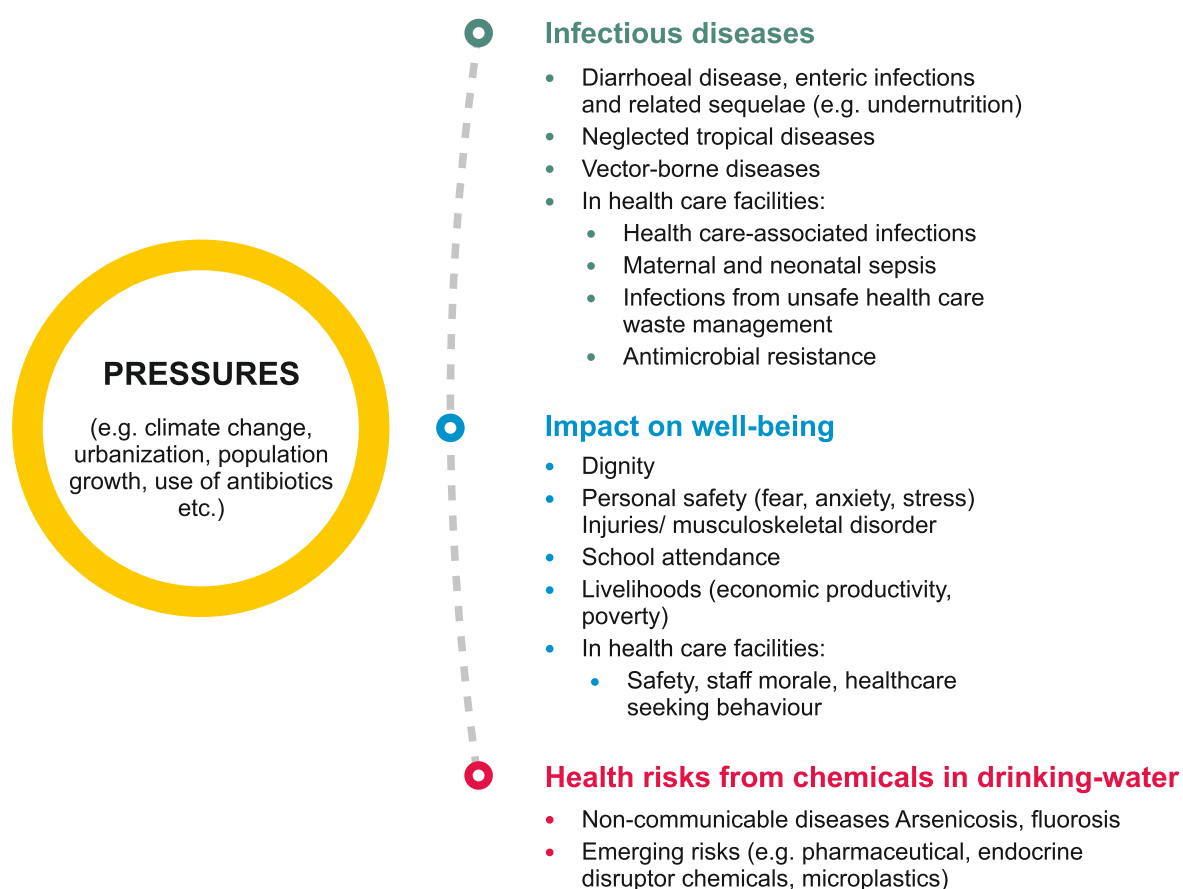 PRESSURES
(e.g. climate change,
urbanization, population
growth, use of antibiotics
etc.)
Infectious diseases
• Diarrhoeal disease, enteric infections
and related sequelae (e.g. undernutrition)
• Neglected tropical diseases
• Vector-borne diseases
• In health care facilities:
• Health care-associated infections
• Maternal and neonatal sepsis
• Infections from unsafe health care
waste management
• Antimicrobial resistance
Impact on well-being
• Dignity
• Personal safety (fear, anxiety, stress)
Injuries/ musculoskeletal disorder
• School attendance
• Livelihoods (economic productivity,
poverty)
• In health care facilities:
• Safety, staff morale, healthcare
seeking behaviour
Health risks from chemicals in drinking-water
• Non-communicable diseases Arsenicosis, fluorosis
• Emerging risks (e.g. pharmaceutical, endocrine
disruptor chemicals, microplastics)